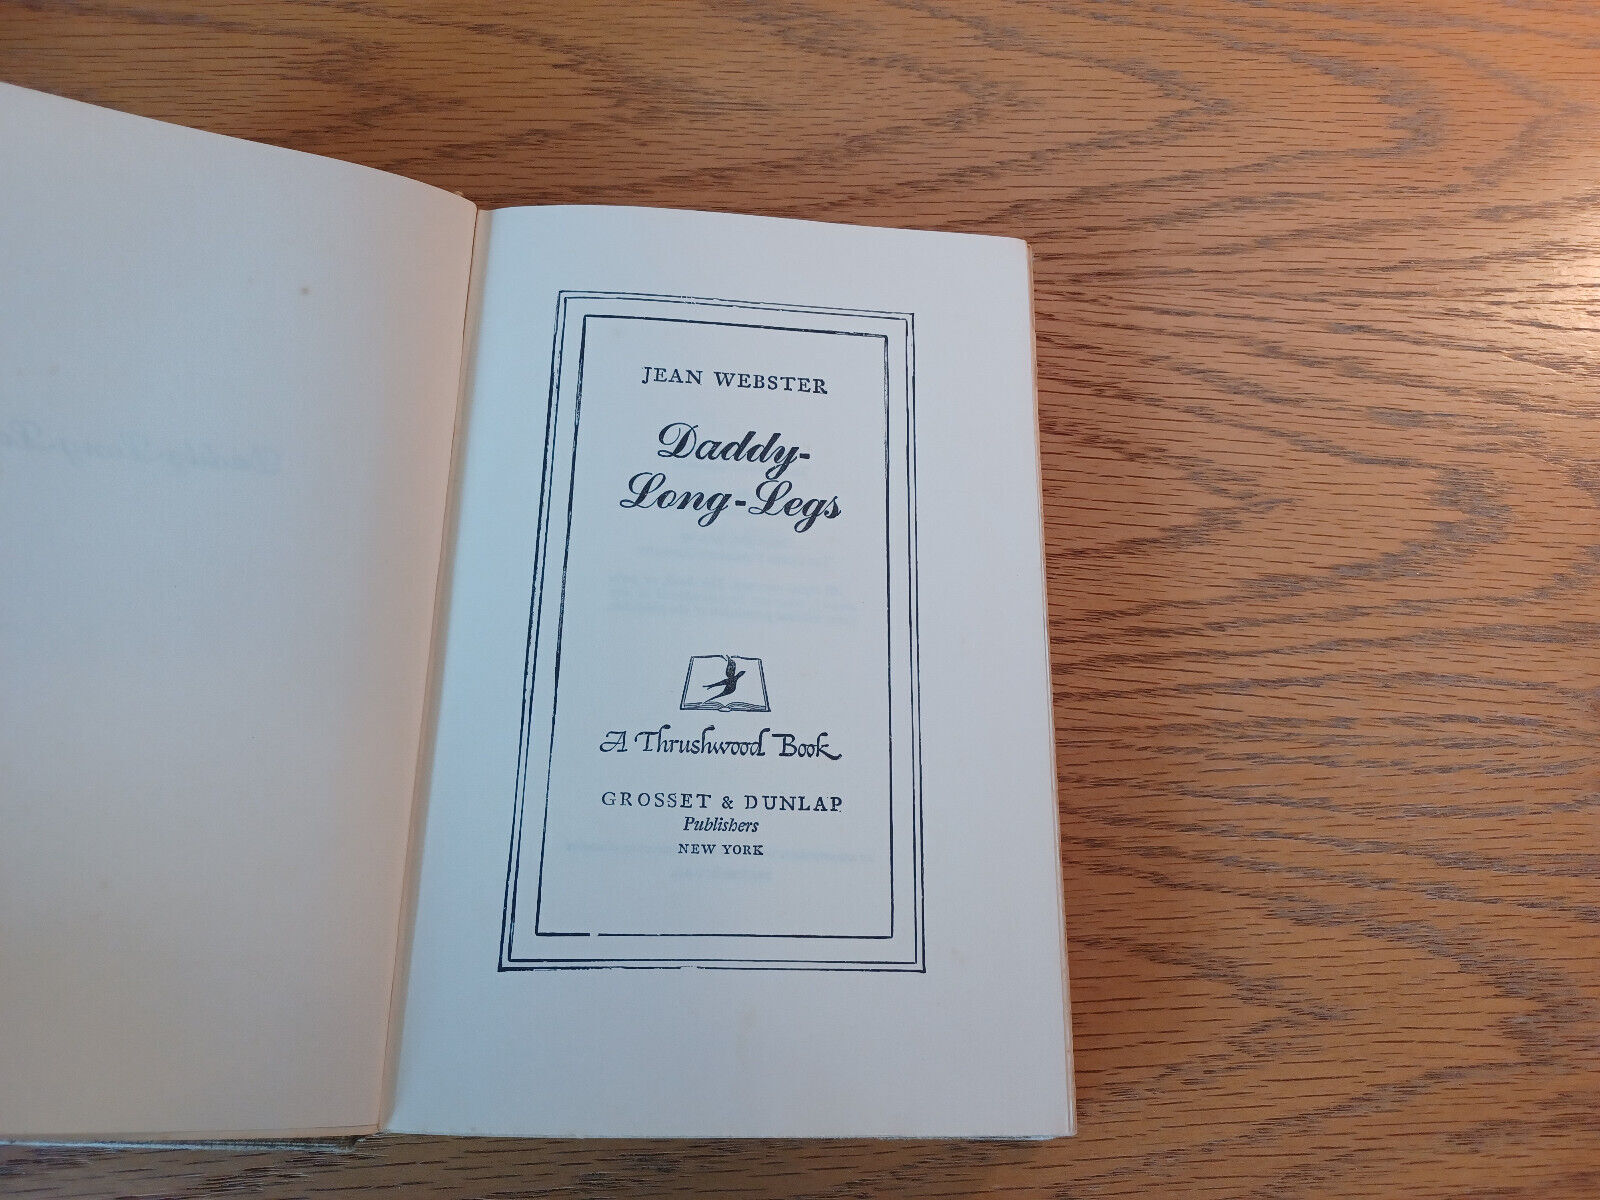 JEAN WEBSTER
Daddy-
Long-Legs
A Thrushwood Book
GROSSET & DUNLAP
Publishers
NEW YORK